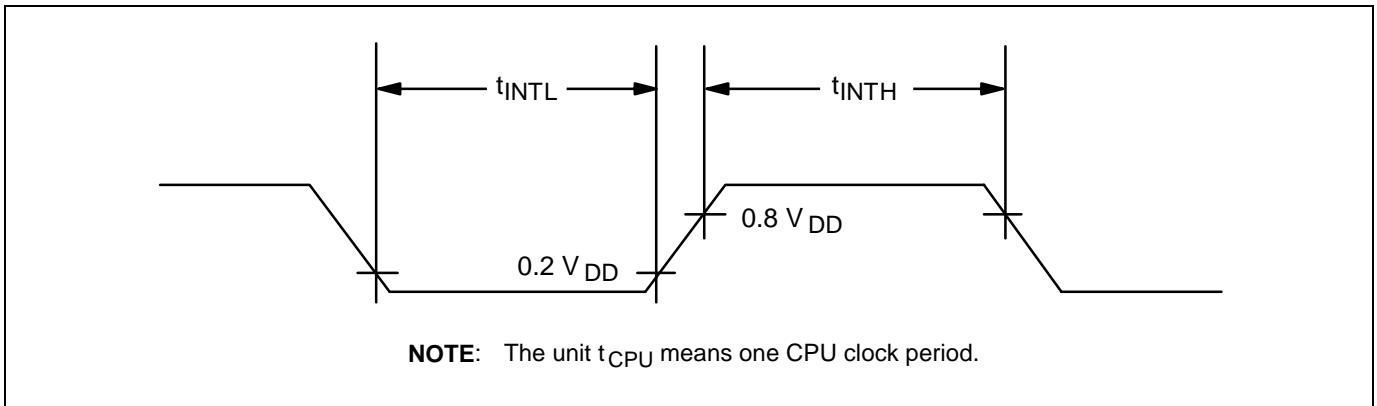 tINTL
tINTH
0.8 VDD
0.2 VDD
NOTE: The unit tCPU means one CPU clock period.